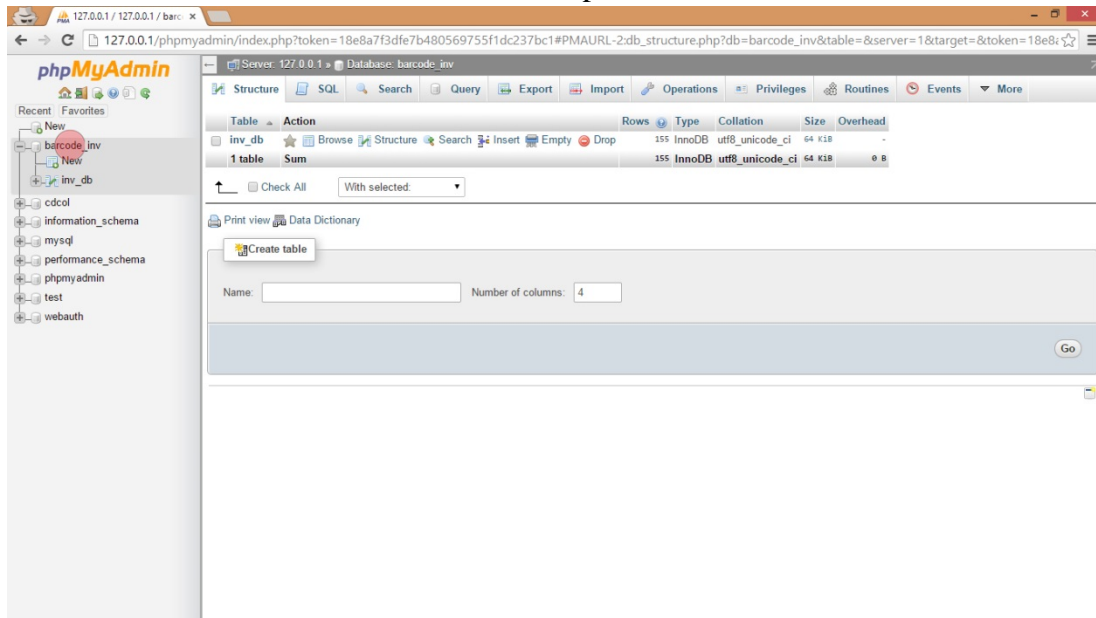 127.0.0.1 / 127.0.0.1 / barc
127.0.0.1/phpmyadmin/index.php?token=18e8a7f3dfe7b480569755f1dc237bc1#PMAURL-2:db_structure.php?db=barcode_inv&table=&server=1&target=&token=18e8
phpMyAdmin
Recent Favorites
New
barcode_inv
New
inv_db
cdcol
information_schema
mysql
performance_schema
phpmyadmin
test
webauth
Server: 127.0.0.1 » Database: barcode_inv
Structure SQL Search Query Export Import Operations Privileges Routines Events More
Table Action Rows Type Collation Size Overhead
inv_db Browse Structure Search Insert Empty Drop 155 InnoDB utf8_unicode_ci 64 KiB -
1 table Sum 155 InnoDB utf8_unicode_ci 64 KiB 0 B
Check All With selected:
Print view Data Dictionary
Create table
Name: Number of columns: 4
Go